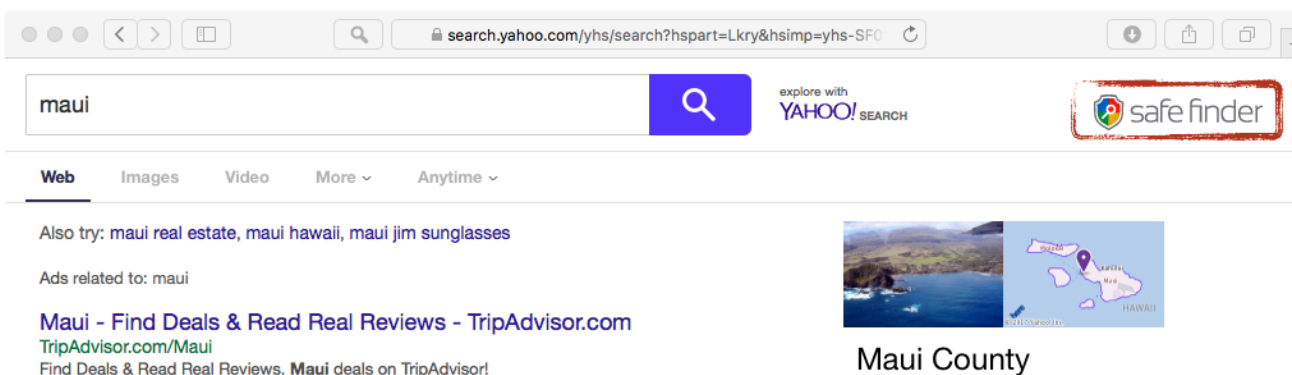 search.yahoo.com/yhs/search?hspart=Lkry&hsimp=yhs-SF0
maui
explore with
YAHOO! SEARCH
safe finder
Web Images Video More Anytime
Also try: maui real estate, maui hawaii, maui jim sunglasses
Ads related to: maui
Maui - Find Deals & Read Real Reviews - TripAdvisor.com
TripAdvisor.com/Maui
Find Deals & Read Real Reviews. Maui deals on TripAdvisor!
Maui
HAWAII
here
Maui County